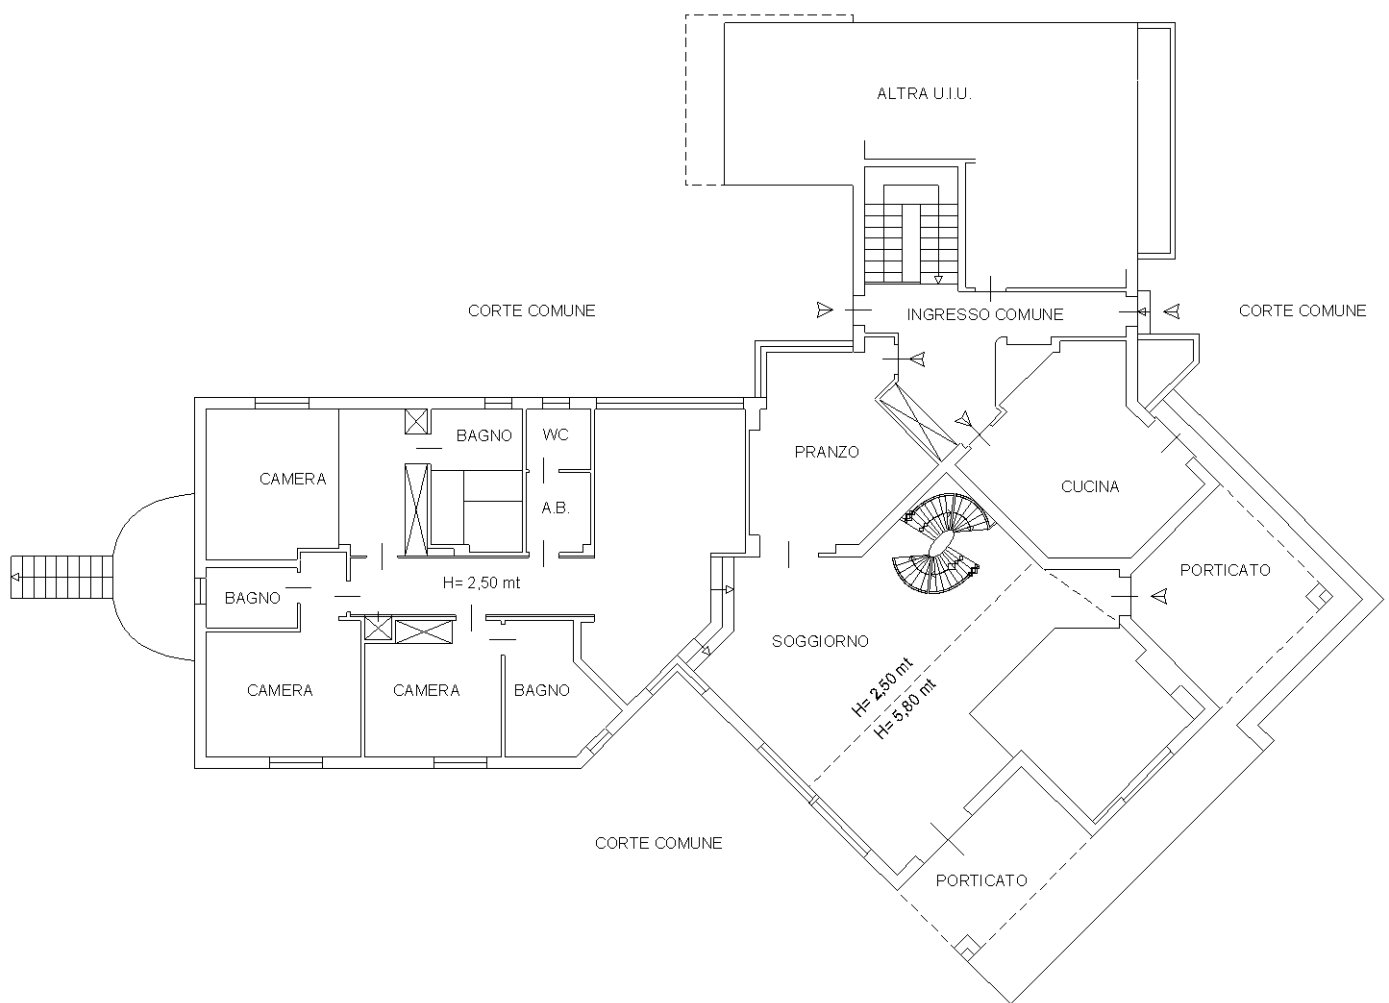 ALTRA U.I.U.
CORTE COMUNE
INGRESSO COMUNE
CORTE COMUNE
BAGNO
WC
PRANZO
CAMERA
CUCINA
A.B.
H= 2,50 mt
PORTICATO
BAGNO
SOGGIORNO
CAMERA
CAMERA
BAGNO
H= 2,50 mt
H= 5,80 mt
CORTE COMUNE
PORTICATO